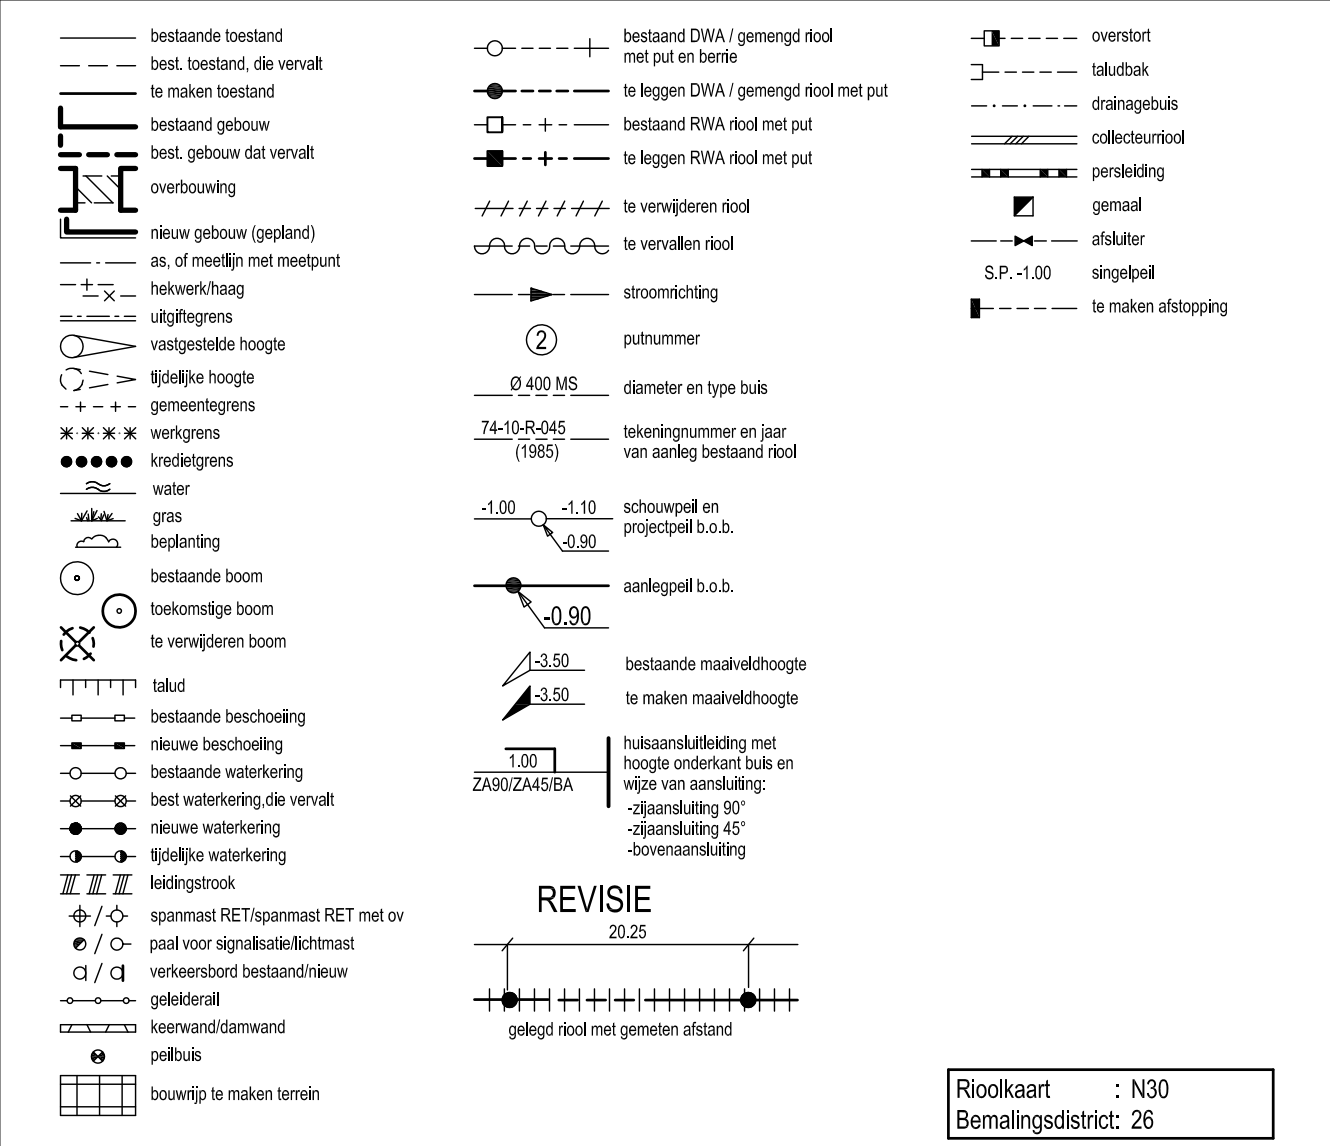 bestaande toestand
best. toestand, die vervalt
te maken toestand
bestaand gebouw
best. gebouw dat vervalt
overbouwing
nieuw gebouw (gepland)
as, of meetlijn met meetpunt
hekwerk/haag
uitgiftegrens
vastgestelde hoogte
tijdelijke hoogte
gemeentegrens
werkgrens
kredietgrens
water
gras
beplanting
bestaande boom
toekomstige boom
te verwijderen boom
talud
bestaande beschoeiing
nieuwe beschoeiing
bestaande waterkering
best waterkering,die vervalt
nieuwe waterkering
tijdelijke waterkering
leidingstrook
spanmast RET/spanmast RET met ov
paal voor signalisatie/lichtmast
verkeersbord bestaand/nieuw
geleiderail
keerwand/damwand
peilbuis
bouwrijp te maken terrein
bestaand DWA / gemengd riool
met put en berrie
te leggen DWA / gemengd riool met put
bestaand RWA riool met put
te leggen RWA riool met put
te verwijderen riool
te vervallen riool
stroomrichting
2 putnummer
Ø 400 MS diameter en type buis
74-10-R-045 tekeningnummer en jaar
(1985) van aanleg bestaand riool
-1.00 -1.10 schouwpeil en
projectpeil b.o.b.
-0.90
aanlegpeil b.o.b.
-0.90
-3.50 bestaande maaiveldhoogte
-3.50 te maken maaiveldhoogte
huisaansluitleiding met
1.00 hoogte onderkant buis en
ZA90/ZA45/BA wijze van aansluiting:
-zijaansluiting 90°
-zijaansluiting 45°
-bovenaansluiting
REVISIE
20.25
gelegd riool met gemeten afstand
overstort
taludbak
drainagebuis
collecteurriool
persleiding
gemaal
afsluiter
S.P. -1.00 singelpeil
te maken afstopping
Rioolkaart : N30
Bemalingsdistrict: 26